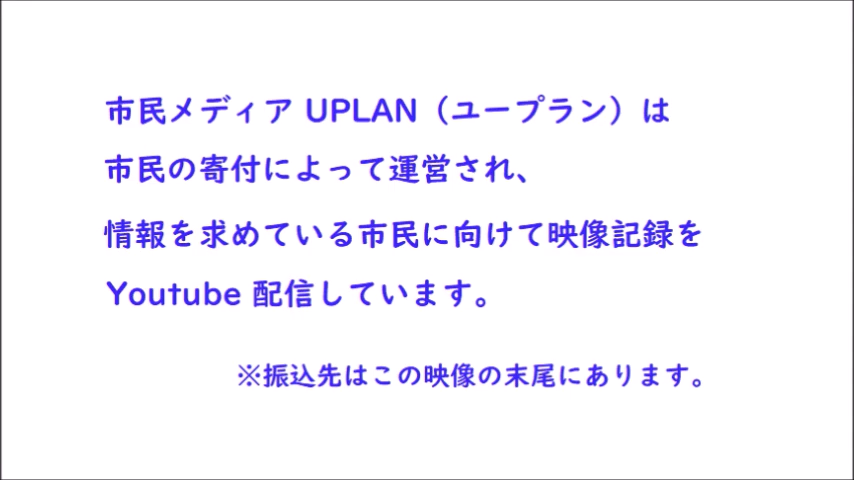 市民メディア UPLAN（ユープラン）は
市民の寄付によって運営され、
情報を求めている市民に向けて映像記録を
Youtube 配信しています。
※振込先はこの映像の末尾にあります。